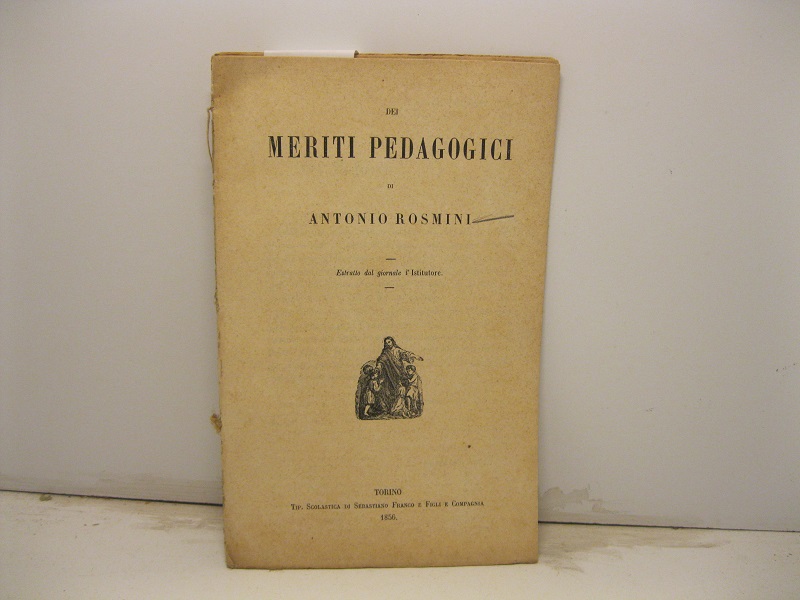 DEI
MERITI PEDAGOGICI
DI
ANTONIO ROSMINI
Estratto dal giornale l'Istitutore.
TORINO
TIP. SCOLASTICA DI SEBASTIANO FRANCO E FIGLI E COMPAGNIA
1856.